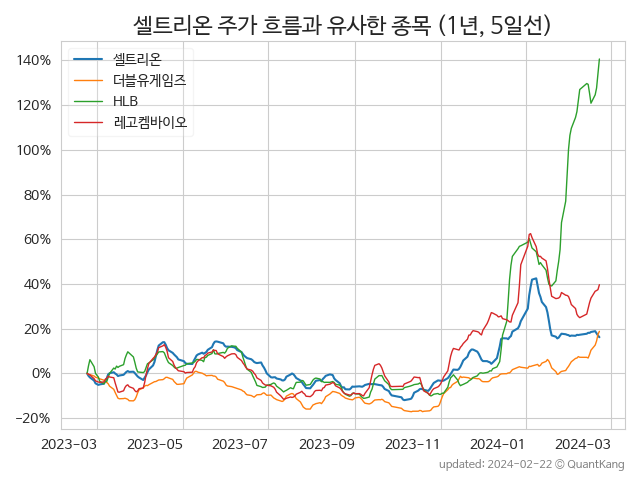 셀트리온 주가 흐름과 유사한 종목 (1년, 5일선)
셀트리온
더블유게임즈
HLB
레고켐바이오
140%
120%
100%
80%
60%
40%
20%
0%
−20%
2023-03 2023-05 2023-07 2023-09 2023-11 2024-01 2024-03
updated: 2024-02-22 © QuantKang